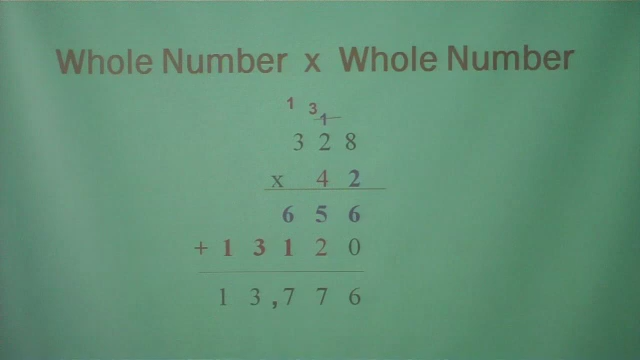 Whole Number x Whole Number
1 3 1
3 2 8
x 4 2
6 5 6
+ 1 3 1 2 0
1 3 , 7 7 6